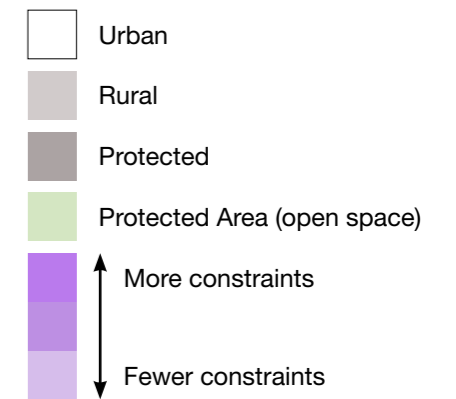 Urban
Rural
Protected
Protected Area (open space)
More constraints
Fewer constraints